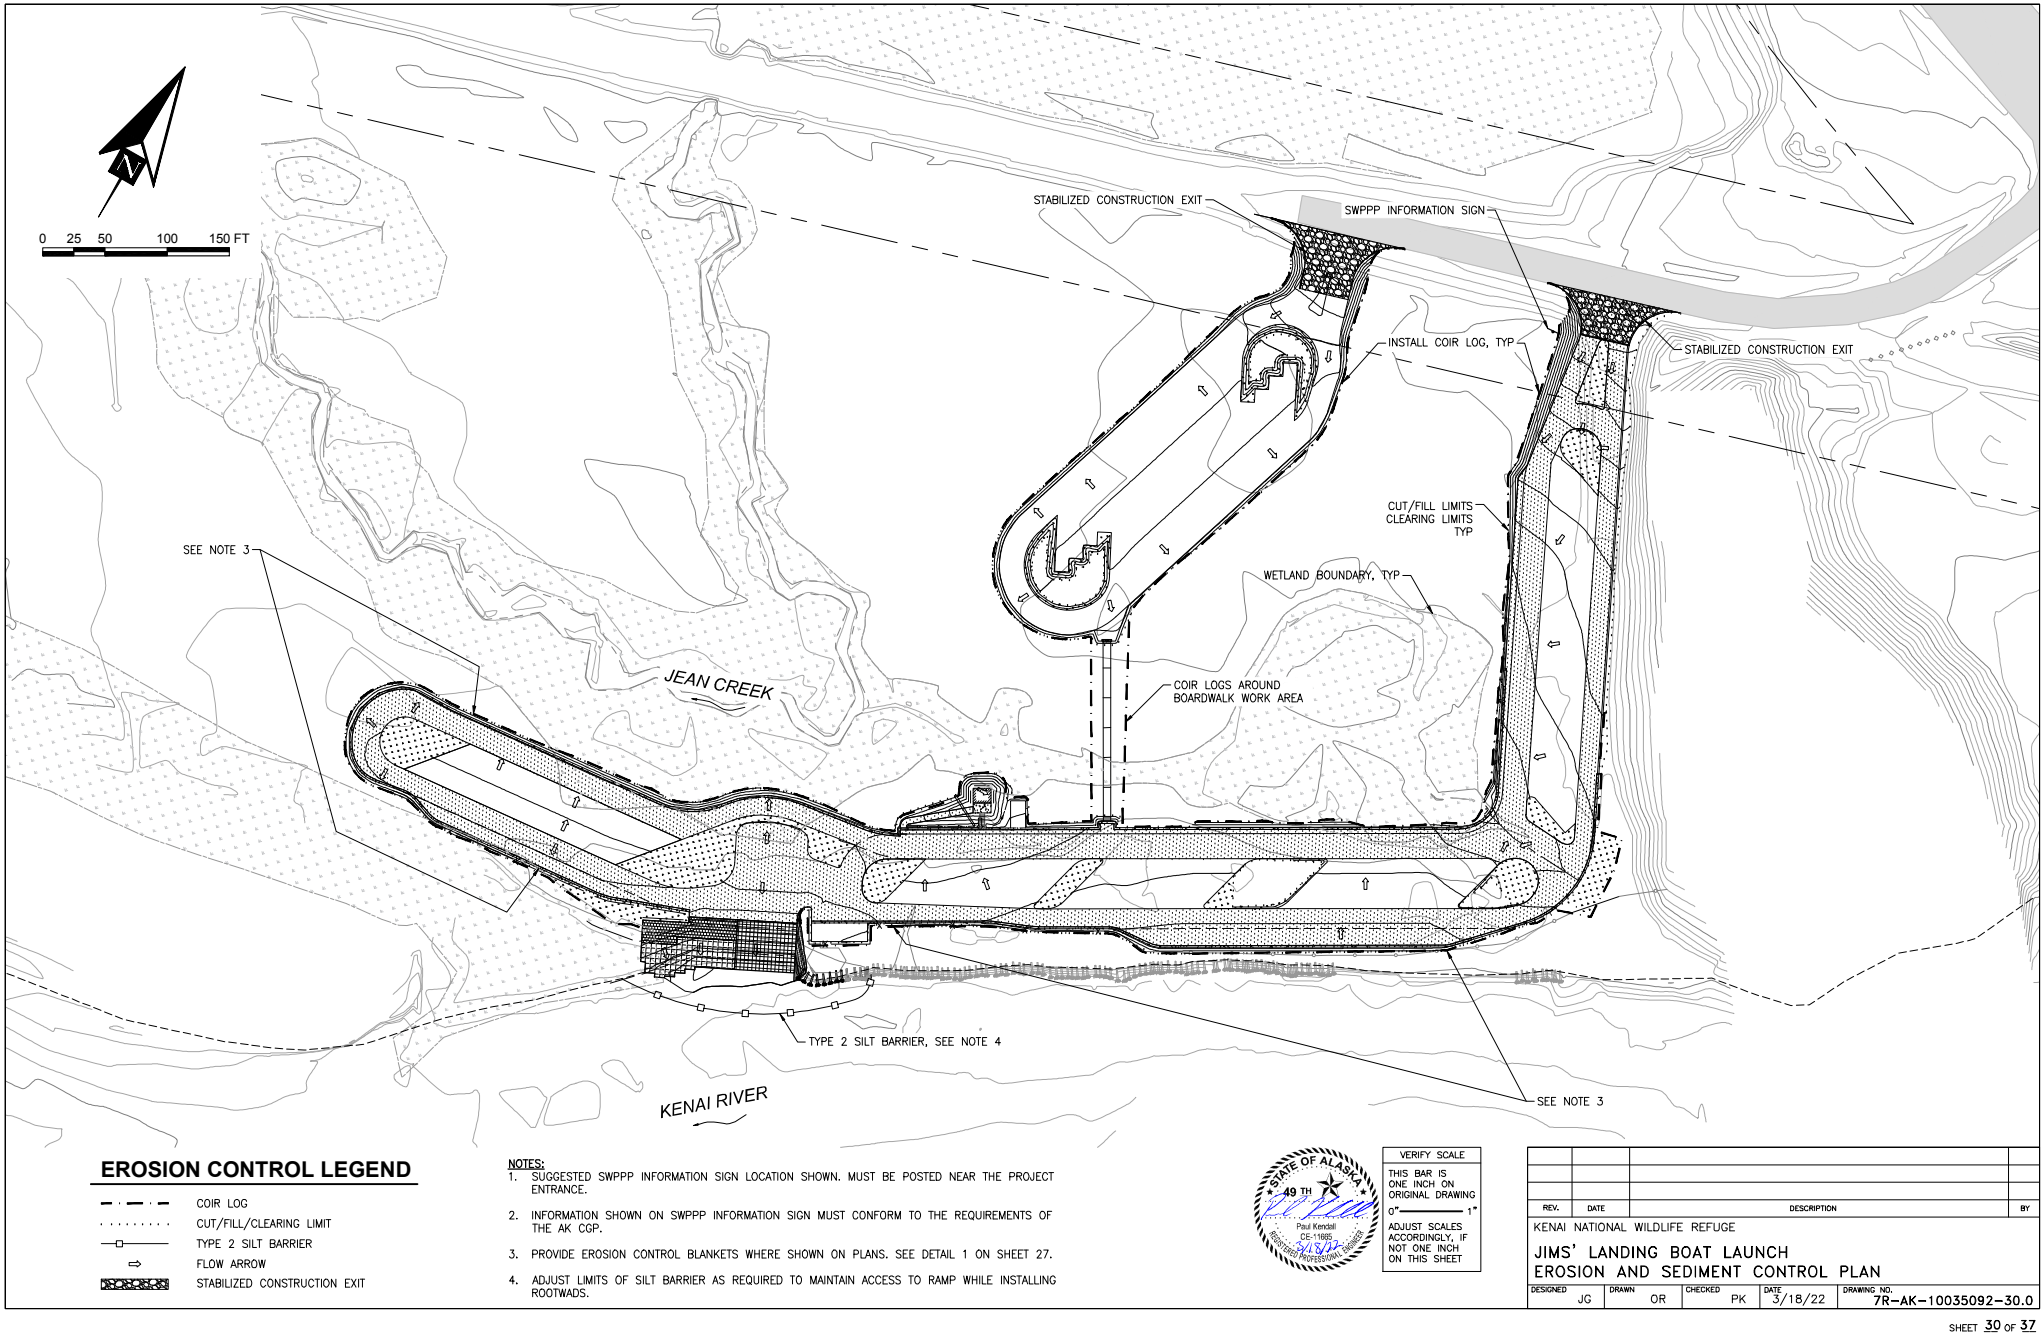 N
0 25 50 100 150 FT
STABILIZED CONSTRUCTION EXIT
SWPPP INFORMATION SIGN
INSTALL COIR LOG, TYP
STABILIZED CONSTRUCTION EXIT
CUT/FILL LIMITS
CLEARING LIMITS
TYP
SEE NOTE 3
WETLAND BOUNDARY, TYP
JEAN CREEK
COIR LOGS AROUND
BOARDWALK WORK AREA
TYPE 2 SILT BARRIER, SEE NOTE 4
KENAI RIVER
SEE NOTE 3
EROSION CONTROL LEGEND
COIR LOG
CUT/FILL/CLEARING LIMIT
TYPE 2 SILT BARRIER
FLOW ARROW
STABILIZED CONSTRUCTION EXIT
NOTES:
1. SUGGESTED SWPPP INFORMATION SIGN LOCATION SHOWN. MUST BE POSTED NEAR THE PROJECT
ENTRANCE.
2. INFORMATION SHOWN ON SWPPP INFORMATION SIGN MUST CONFORM TO THE REQUIREMENTS OF
THE AK CGP.
3. PROVIDE EROSION CONTROL BLANKETS WHERE SHOWN ON PLANS. SEE DETAIL 1 ON SHEET 27.
4. ADJUST LIMITS OF SILT BARRIER AS REQUIRED TO MAINTAIN ACCESS TO RAMP WHILE INSTALLING
ROOTWADS.
STATE OF ALASKA
49 TH
Paul Kendall
CE-11665
3/18/22
REGISTERED PROFESSIONAL ENGINEER
VERIFY SCALE
THIS BAR IS
ONE INCH ON
ORIGINAL DRAWING
0" 1"
ADJUST SCALES
ACCORDINGLY, IF
NOT ONE INCH
ON THIS SHEET
REV. DATE DESCRIPTION BY
KENAI NATIONAL WILDLIFE REFUGE
JIMS' LANDING BOAT LAUNCH
EROSION AND SEDIMENT CONTROL PLAN
DESIGNED JG DRAWN OR CHECKED PK DATE 3/18/22 DRAWING NO. 7R-AK-10035092-30.0
SHEET 30 OF 37